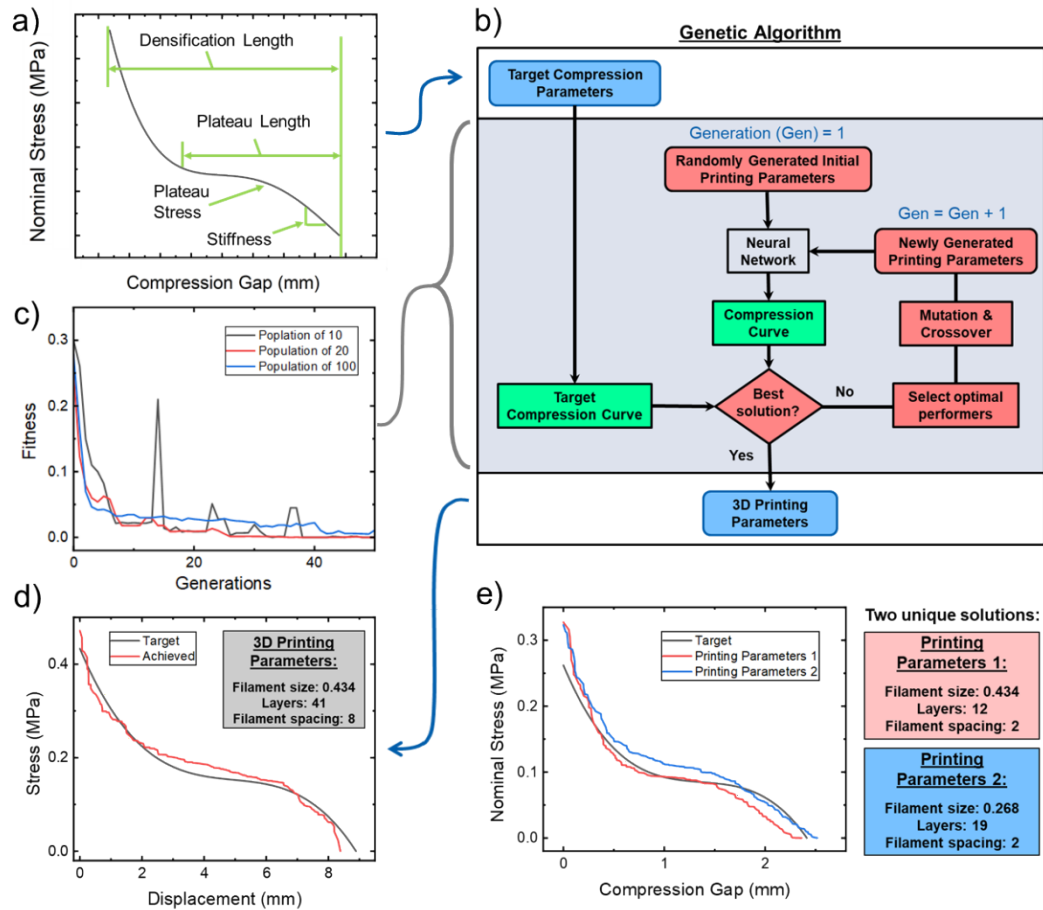 a)
Densification Length
Plateau Length
Plateau
Stress
Stiffness
Nominal Stress (MPa)
Compression Gap (mm)
b)
Genetic Algorithm
Target Compression
Parameters
Generation (Gen) = 1
Randomly Generated Initial
Printing Parameters
Gen = Gen + 1
Neural
Network
Newly Generated
Printing Parameters
Compression
Curve
Mutation &
Crossover
Target
Compression Curve
Best
solution?
No
Select optimal
performers
Yes
3D Printing
Parameters
c)
Poplation of 10
Population of 20
Population of 100
0.3
0.2
0.1
0.0
Fitness
0
20
40
Generations
d)
Target
Achieved
3D Printing
Parameters:
Filament size: 0.434
Layers: 41
Filament spacing: 8
0.4
0.2
0.0
Stress (MPa)
0
2
4
6
8
Displacement (mm)
e)
Target
Printing Parameters 1
Printing Parameters 2
0.3
0.2
0.1
0.0
Nominal Stress (MPa)
0
1
2
Compression Gap (mm)
Two unique solutions:
Printing
Parameters 1:
Filament size: 0.434
Layers: 12
Filament spacing: 2
Printing
Parameters 2:
Filament size: 0.268
Layers: 19
Filament spacing: 2